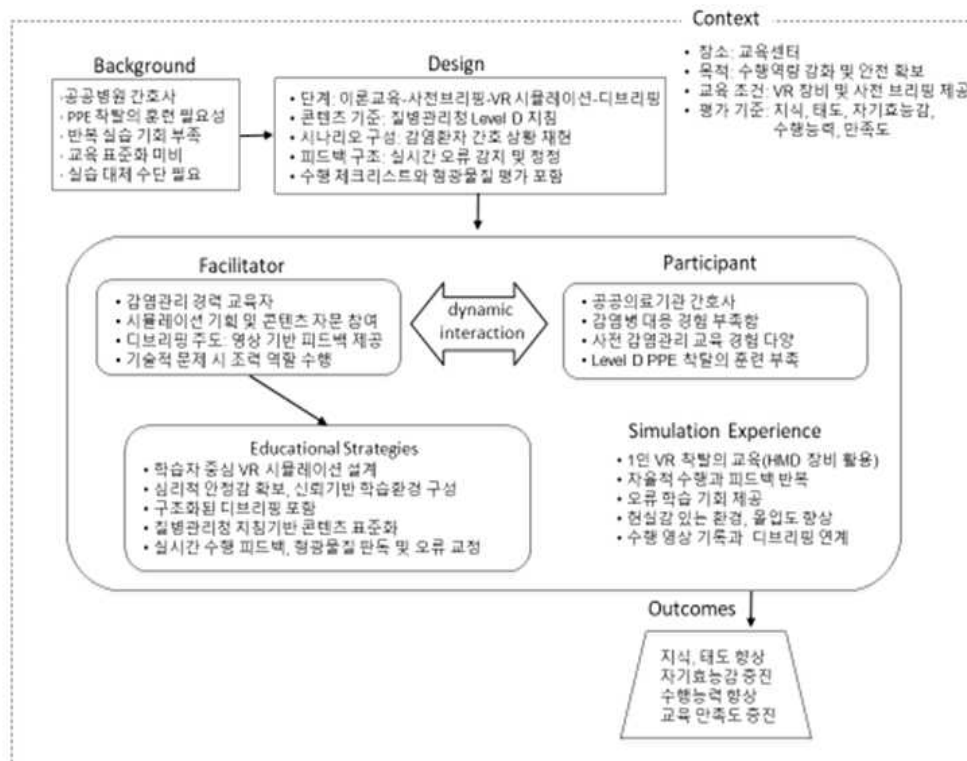 Context
• 장소: 교육센터
• 목적: 수행역량 강화 및 안전 확보
• 교육 조건: VR 장비 및 사전 브리핑 제공
• 평가 기준: 지식, 태도, 자기효능감,
수행능력, 만족도
Background
·공공병원 간호사
·PPE 착탈의 훈련 필요성
·반복 실습 기회 부족
·교육 표준화 미비
·실습 대체 수단 필요
Design
• 단계: 이론교육-사전브리핑-VR 시뮬레이션-디브리핑
• 콘텐츠 기준: 질병관리청 Level D 지침
• 시나리오 구성: 감염환자 간호 상황 재현
• 피드백 구조: 실시간 오류 감지 및 정정
• 수행 체크리스트와 형광물질 평가 포함
Facilitator
• 감염관리 경력 교육자
• 시뮬레이션 기획 및 콘텐츠 자문 참여
• 디브리핑 주도: 영상 기반 피드백 제공
• 기술적 문제 시 조력 역할 수행
dynamic
interaction
Participant
• 공공의료기관 간호사
• 감염병 대응 경험 부족함
• 사전 감염관리 교육 경험 다양
• Level D PPE 착탈의 훈련 부족
Educational Strategies
• 학습자 중심 VR 시뮬레이션 설계
• 심리적 안정감 확보, 신뢰기반 학습환경 구성
• 구조화된 디브리핑 포함
• 질병관리청 지침기반 콘텐츠 표준화
• 실시간 수행 피드백, 형광물질 판독 및 오류 교정
Simulation Experience
• 1인 VR 착탈의 교육(HMD 장비 활용)
• 자율적 수행과 피드백 반복
• 오류 학습 기회 제공
• 현실감 있는 환경, 몰입도 향상
• 수행 영상 기록과 디브리핑 연계
Outcomes
지식, 태도 향상
자기효능감 증진
수행능력 향상
교육 만족도 증진